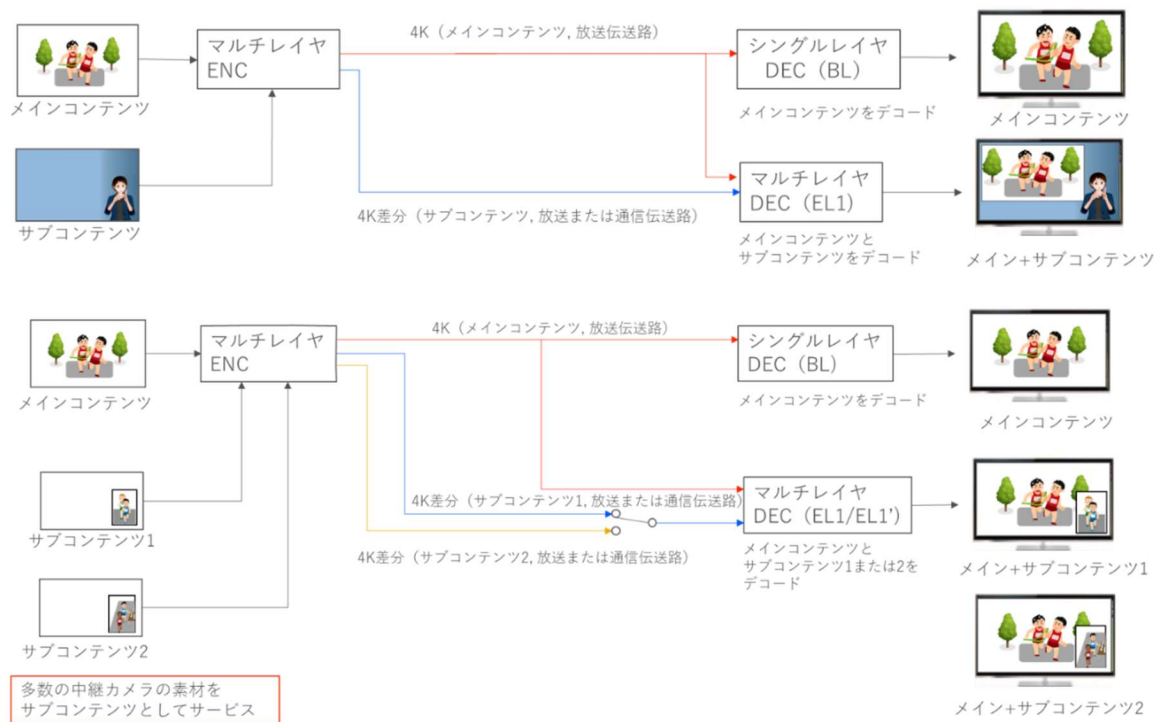 メインコンテンツ
サブコンテンツ
マルチレイヤ
ENC
4K（メインコンテンツ, 放送伝送路）
4K差分（サブコンテンツ, 放送または通信伝送路）
シングルレイヤ
DEC（BL）
メインコンテンツをデコード
マルチレイヤ
DEC（EL1）
メインコンテンツと
サブコンテンツをデコード
メインコンテンツ
メイン+サブコンテンツ
メインコンテンツ
サブコンテンツ1
サブコンテンツ2
マルチレイヤ
ENC
4K（メインコンテンツ, 放送伝送路）
4K差分（サブコンテンツ1, 放送または通信伝送路）
4K差分（サブコンテンツ2, 放送または通信伝送路）
シングルレイヤ
DEC（BL）
メインコンテンツをデコード
マルチレイヤ
DEC（EL1/EL1’）
メインコンテンツと
サブコンテンツ1または2を
デコード
メインコンテンツ
メイン+サブコンテンツ1
メイン+サブコンテンツ2
多数の中継カメラの素材を
サブコンテンツとしてサービス